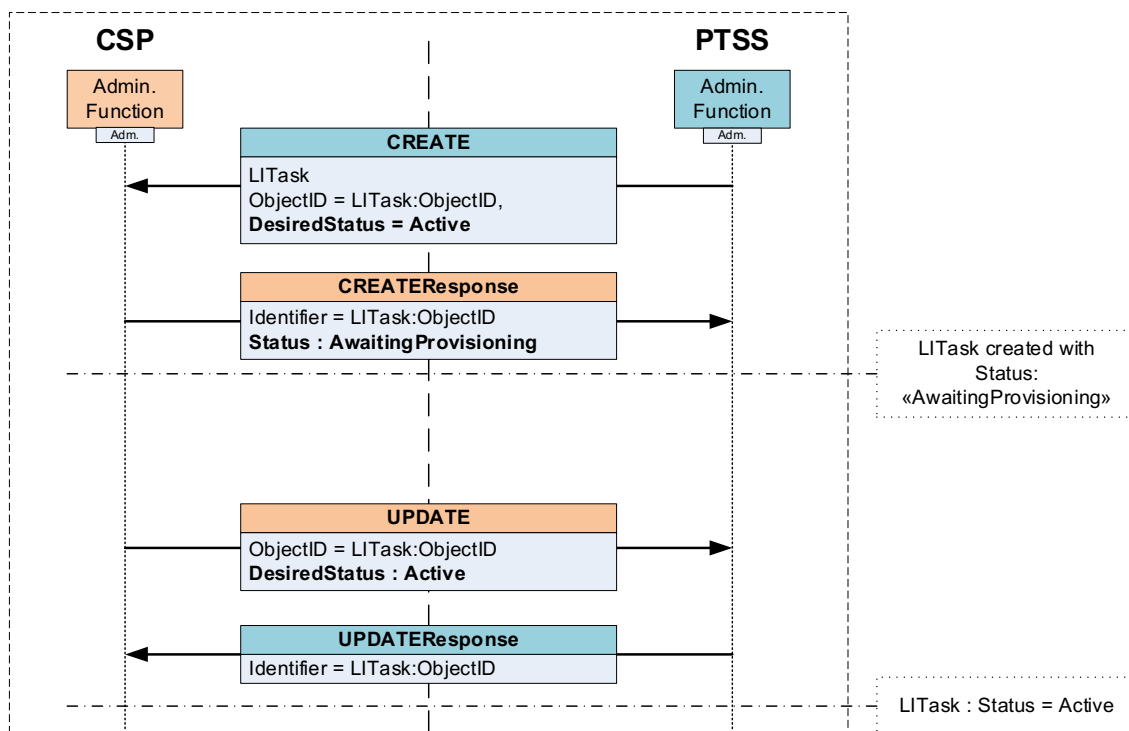 CSP
PTSS
Admin.
Function
Adm.
Admin.
Function
Adm.
CREATE
LITask
ObjectID = LITask:ObjectID,
DesiredStatus = Active
CREATEResponse
Identifier = LITask:ObjectID
Status : AwaitingProvisioning
LITask created with
Status:
«AwaitingProvisioning»
UPDATE
ObjectID = LITask:ObjectID
DesiredStatus : Active
UPDATEResponse
Identifier = LITask:ObjectID
LITask : Status = Active